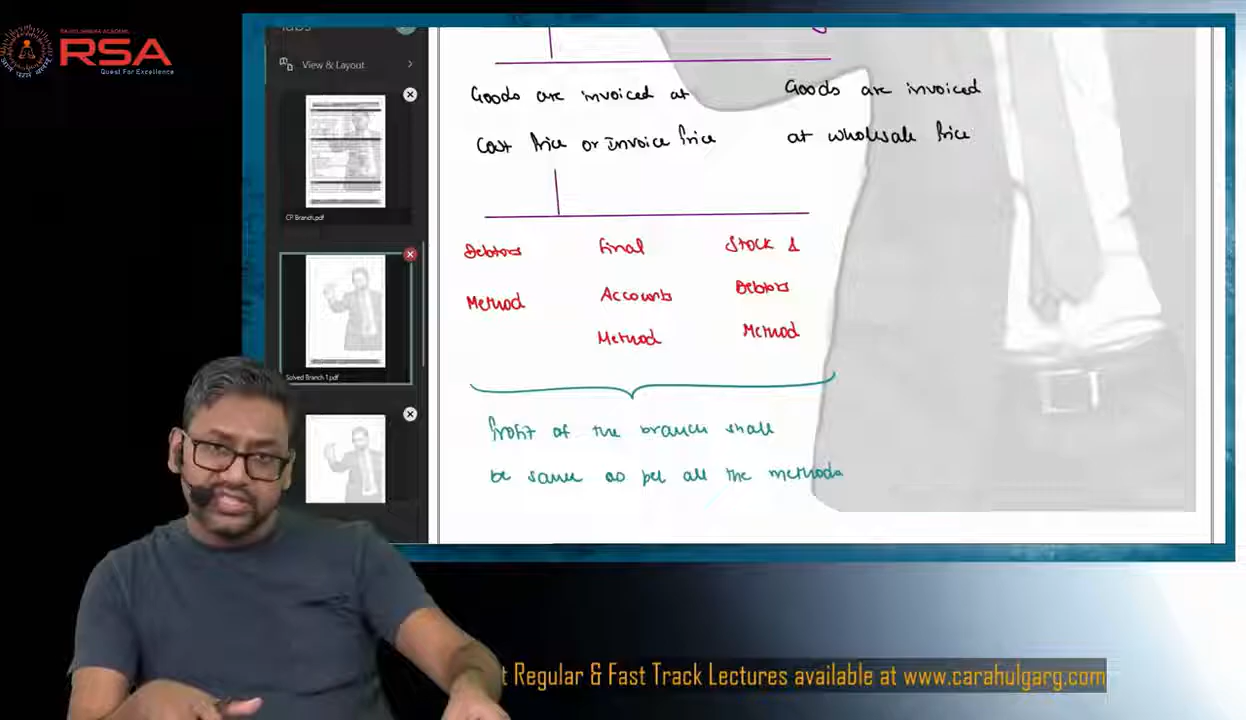 RSA
Quest For Excellence
View & Layout
CP Branch.pdf
Solved Branch 1.pdf
Goods are invoiced at
Cost Price or Invoice Price
Goods are invoiced
at wholesale Price
Debtors
Method
Final
Accounts
Method
Stock &
Debtors
Method
Profit of the branch shall
be same as per all the methods
t Regular & Fast Track Lectures available at www.carahulgarg.com